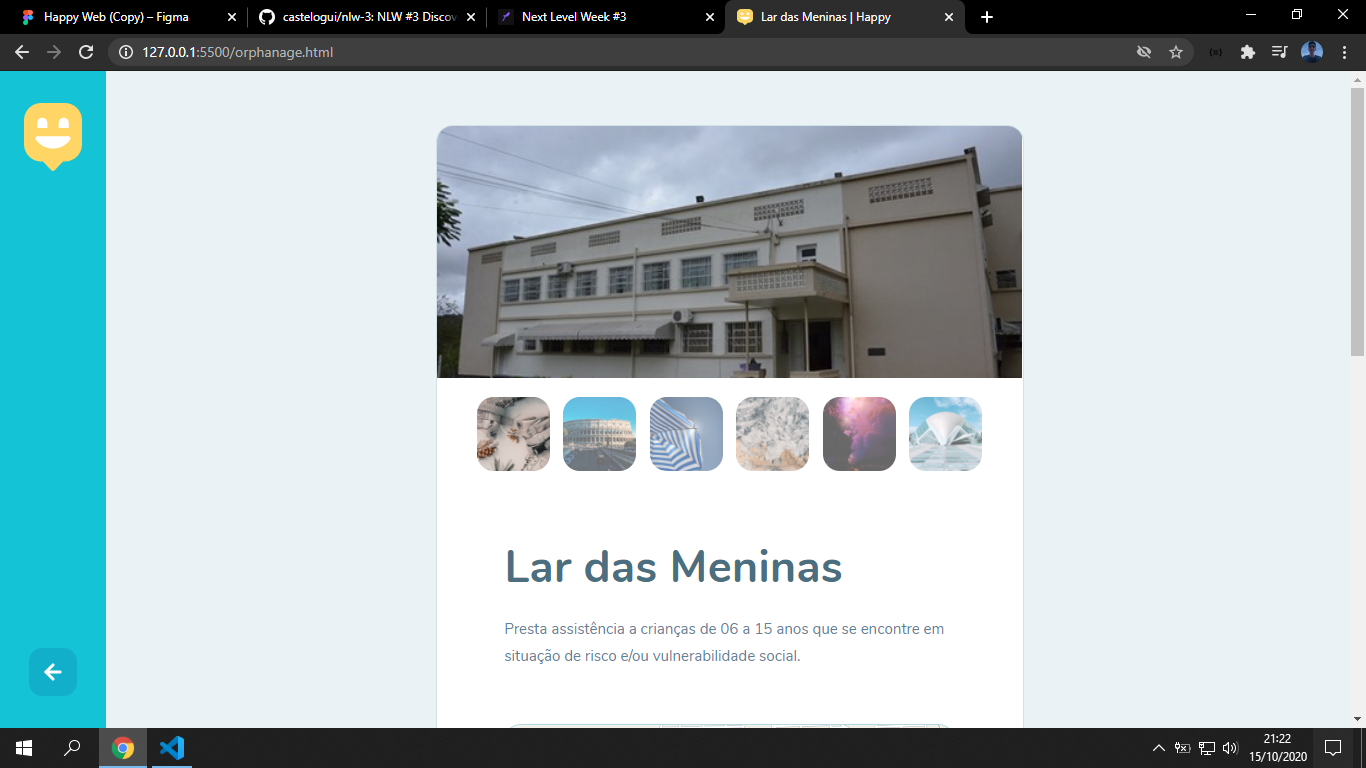 Happy Web (Copy) – Figma
castelogui/nlw-3: NLW #3 Discov
Next Level Week #3
Lar das Meninas | Happy
127.0.0.1:5500/orphanage.html
Lar das Meninas
Presta assistência a crianças de 06 a 15 anos que se encontre em
situação de risco e/ou vulnerabilidade social.
21:22
15/10/2020